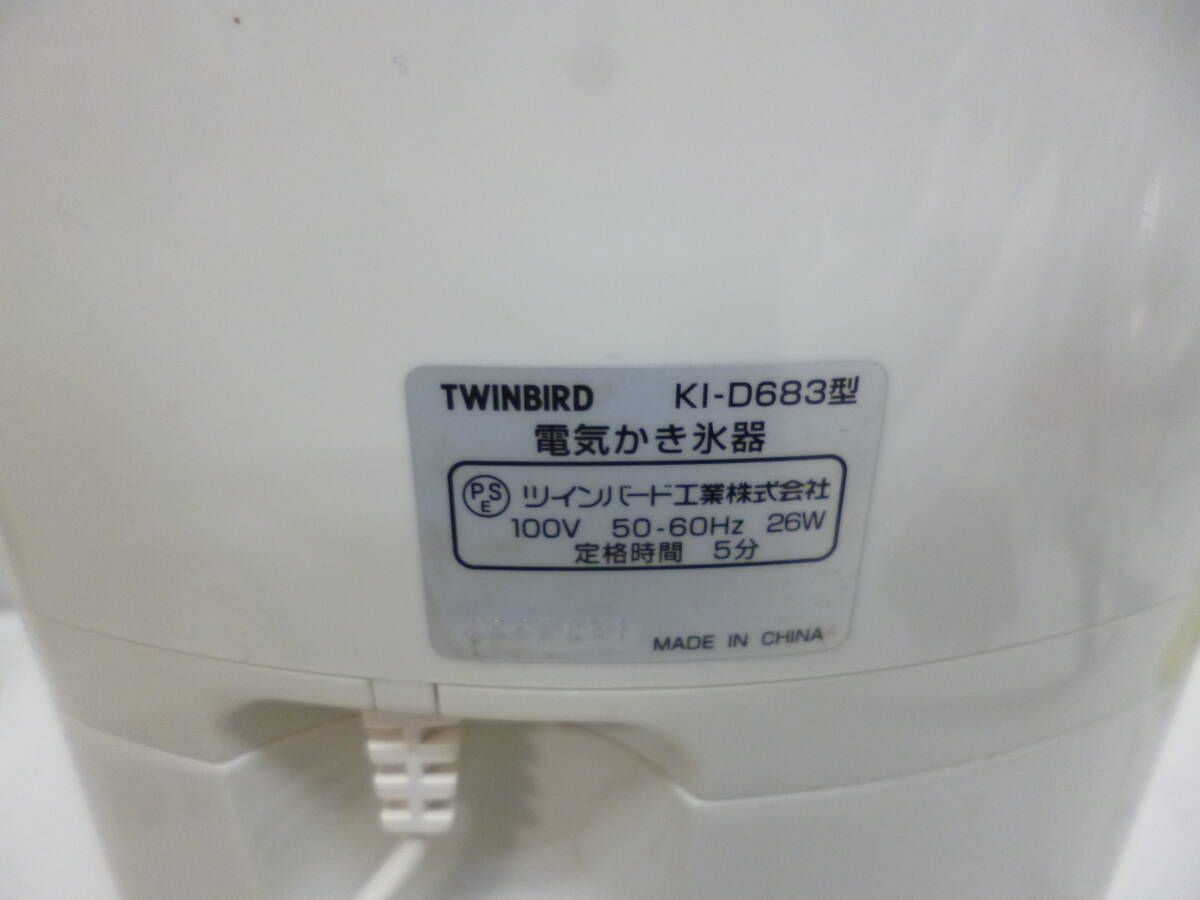 TWINBIRD KI-D683型
電気かき氷器
PSE ツインバード工業株式会社
100V 50-60Hz 26W
定格時間 5分
MADE IN CHINA